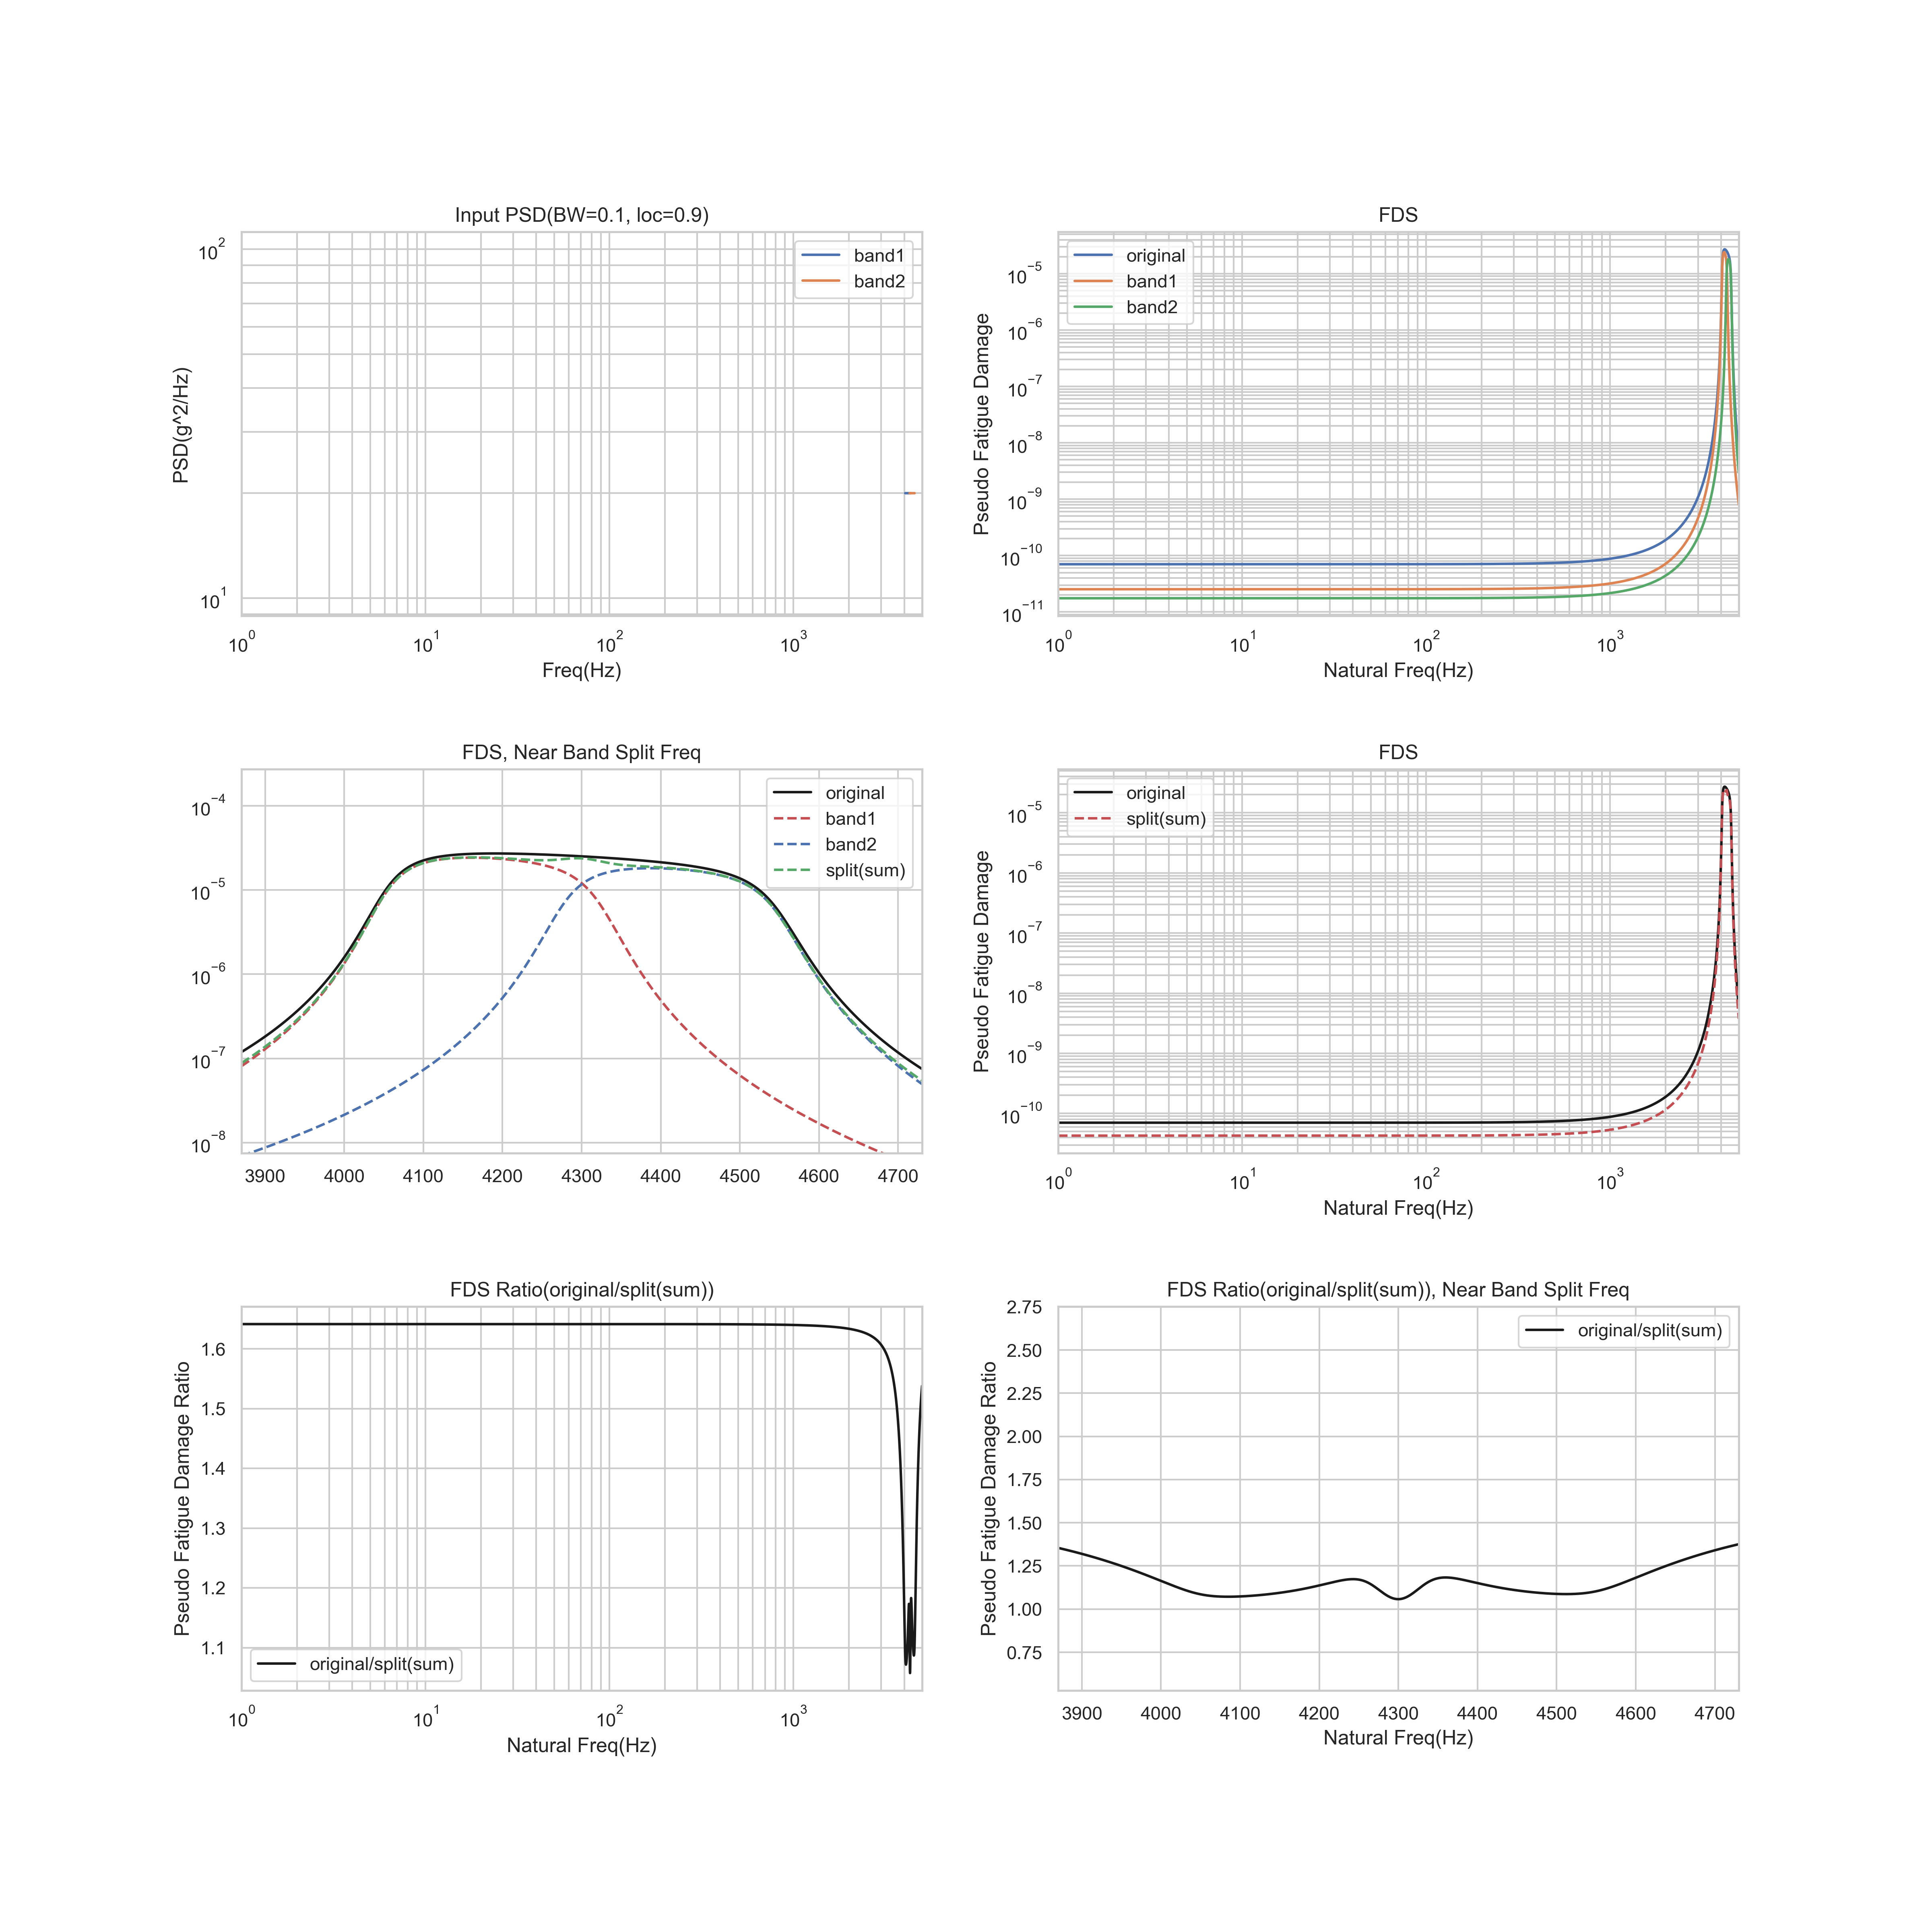 Input PSD(BW=0.1, loc=0.9)
band1
band2
10^2
10^1
PSD(g^2/Hz)
10^0 10^1 10^2 10^3
Freq(Hz)
FDS
original
band1
band2
10^−5
10^−6
10^−7
10^−8
10^−9
10^−10
10^−11
Pseudo Fatigue Damage
10^0 10^1 10^2 10^3
Natural Freq(Hz)
FDS, Near Band Split Freq
original
band1
band2
split(sum)
10^−4
10^−5
10^−6
10^−7
10^−8
3900 4000 4100 4200 4300 4400 4500 4600 4700
FDS
original
split(sum)
10^−5
10^−6
10^−7
10^−8
10^−9
10^−10
Pseudo Fatigue Damage
10^0 10^1 10^2 10^3
Natural Freq(Hz)
FDS Ratio(original/split(sum))
1.6
1.5
1.4
1.3
1.2
1.1
Pseudo Fatigue Damage Ratio
original/split(sum)
10^0 10^1 10^2 10^3
Natural Freq(Hz)
FDS Ratio(original/split(sum)), Near Band Split Freq
original/split(sum)
2.75
2.50
2.25
2.00
1.75
1.50
1.25
1.00
0.75
Pseudo Fatigue Damage Ratio
3900 4000 4100 4200 4300 4400 4500 4600 4700
Natural Freq(Hz)